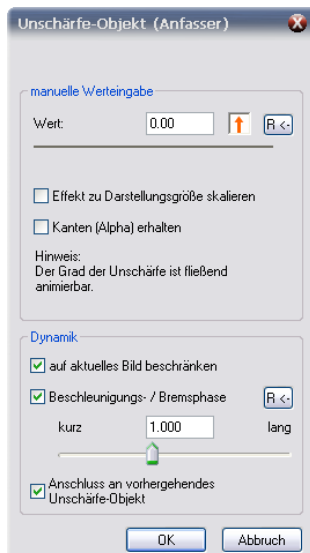 Unschärfe-Objekt (Anfasser)
manuelle Werteingabe
Wert: 0.00 R <-
Effekt zu Darstellungsgröße skalieren
Kanten (Alpha) erhalten
Hinweis:
Der Grad der Unschärfe ist fließend
animierbar.
Dynamik
auf aktuelles Bild beschränken
Beschleunigungs- / Bremsphase R <-
kurz 1.000 lang
Anschluss an vorhergehendes
Unschärfe-Objekt
OK Abbruch